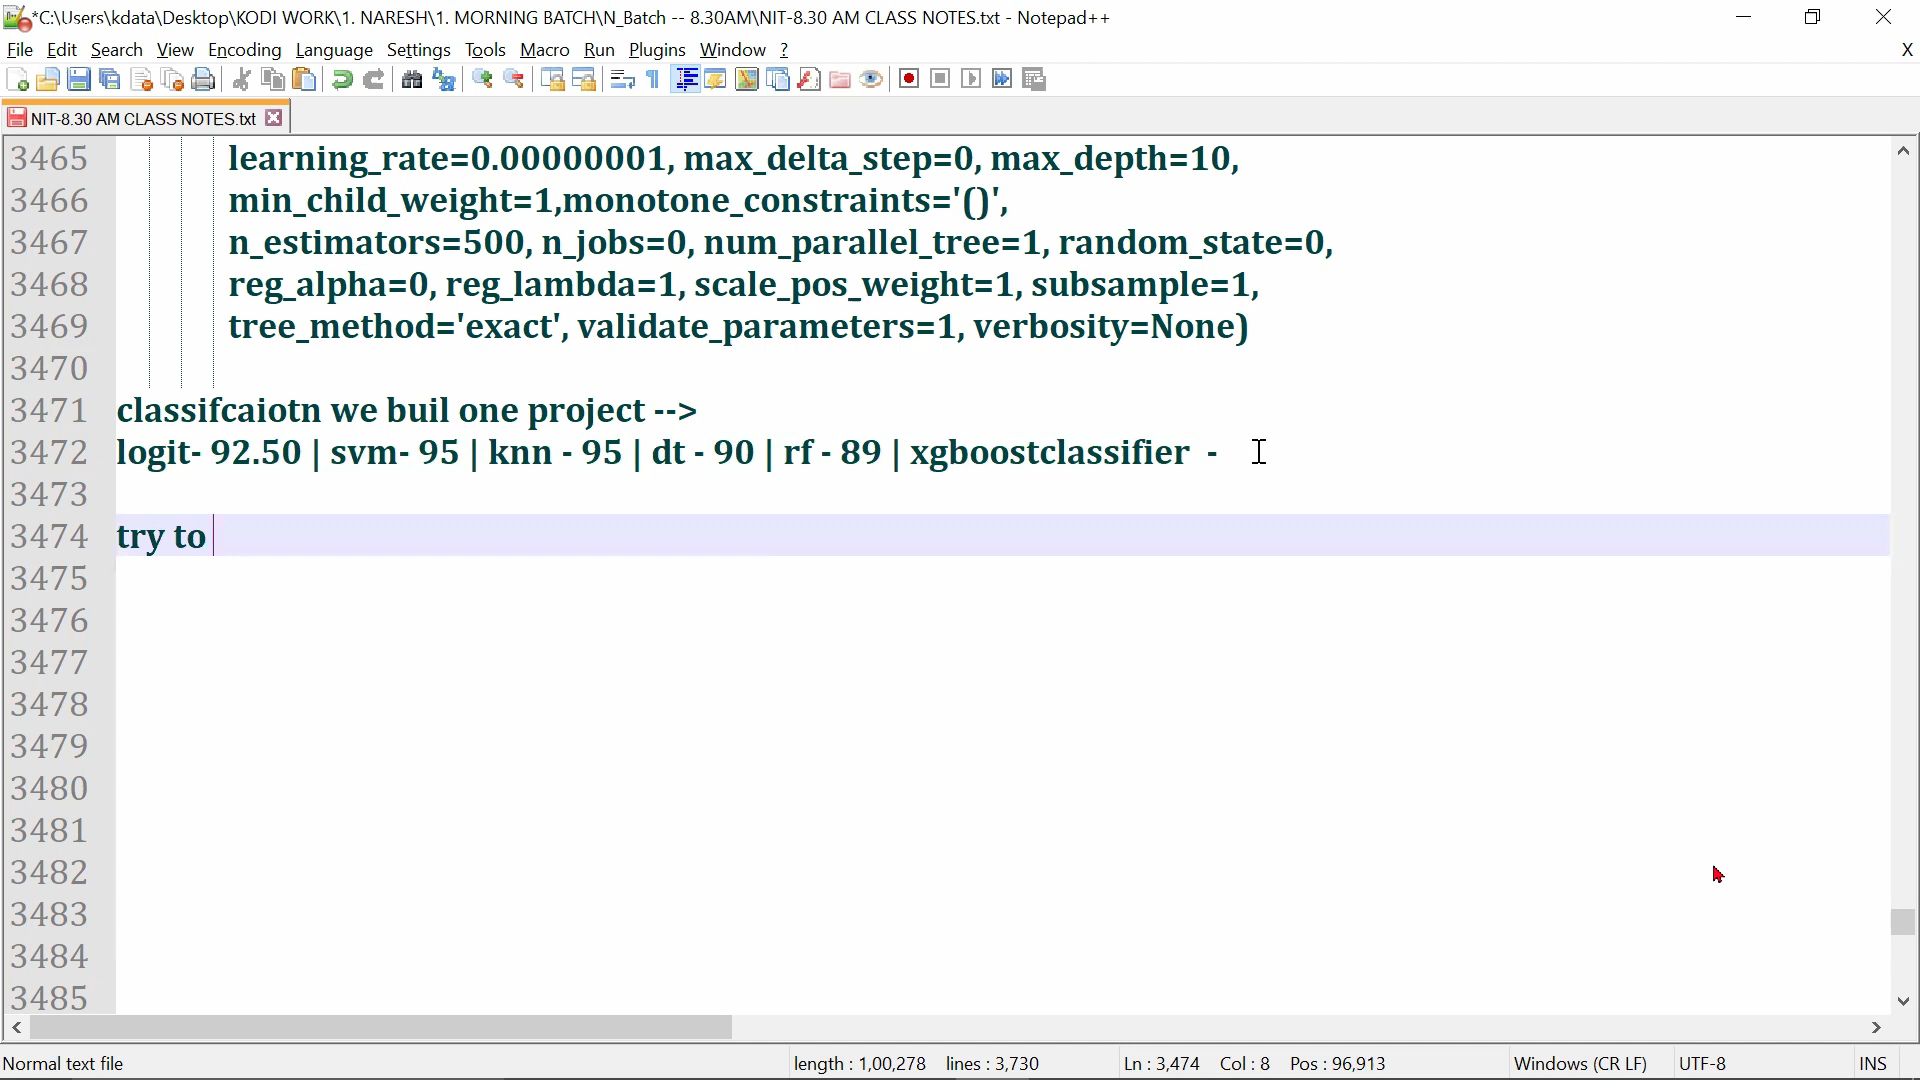 *C:\Users\kdata\Desktop\KODI WORK\1. NARESH\1. MORNING BATCH\N_Batch -- 8.30AM\NIT-8.30 AM CLASS NOTES.txt - Notepad++
File Edit Search View Encoding Language Settings Tools Macro Run Plugins Window ? X
NIT-8.30 AM CLASS NOTES.txt
3465 learning_rate=0.00000001, max_delta_step=0, max_depth=10,
3466 min_child_weight=1,monotone_constraints='()',
3467 n_estimators=500, n_jobs=0, num_parallel_tree=1, random_state=0,
3468 reg_alpha=0, reg_lambda=1, scale_pos_weight=1, subsample=1,
3469 tree_method='exact', validate_parameters=1, verbosity=None)
3470
3471 classifcaiotn we buil one project -->
3472 logit- 92.50 | svm- 95 | knn - 95 | dt - 90 | rf - 89 | xgboostclassifier -
3473
3474 try to
3475
3476
3477
3478
3479
3480
3481
3482
3483
3484
3485
Normal text file length : 1,00,278 lines : 3,730 Ln : 3,474 Col : 8 Pos : 96,913 Windows (CR LF) UTF-8 INS